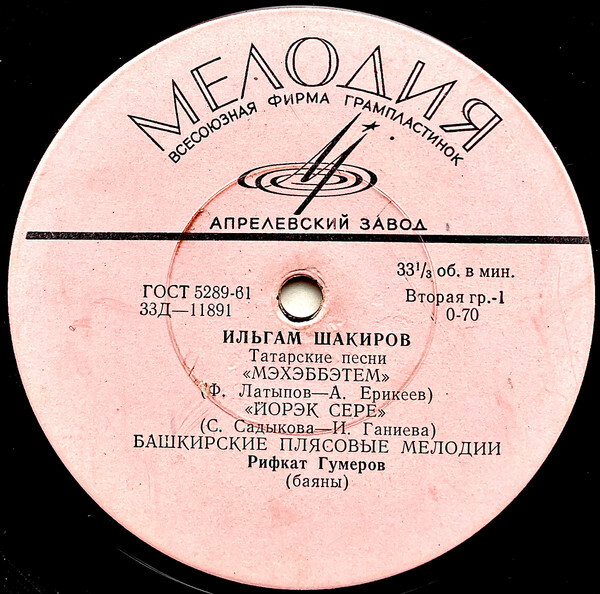 МЕЛОДИЯ
ВСЕСОЮЗНАЯ ФИРМА ГРАМПЛАСТИНОК
АПРЕЛЕВСКИЙ ЗАВОД
33⅓ об. в мин.
ГОСТ 5289-61
Вторая гр.-1
33Д—11891
0-70
ИЛЬГАМ ШАКИРОВ
Татарские песни
«МЭХЭББЭТЕМ»
(Ф. Латыпов—А. Ерикеев)
«ЙОРЭК СЕРЕ»
(С. Садыкова—И. Ганиева)
БАШКИРСКИЕ ПЛЯСОВЫЕ МЕЛОДИИ
Рифкат Гумеров
(баяны)